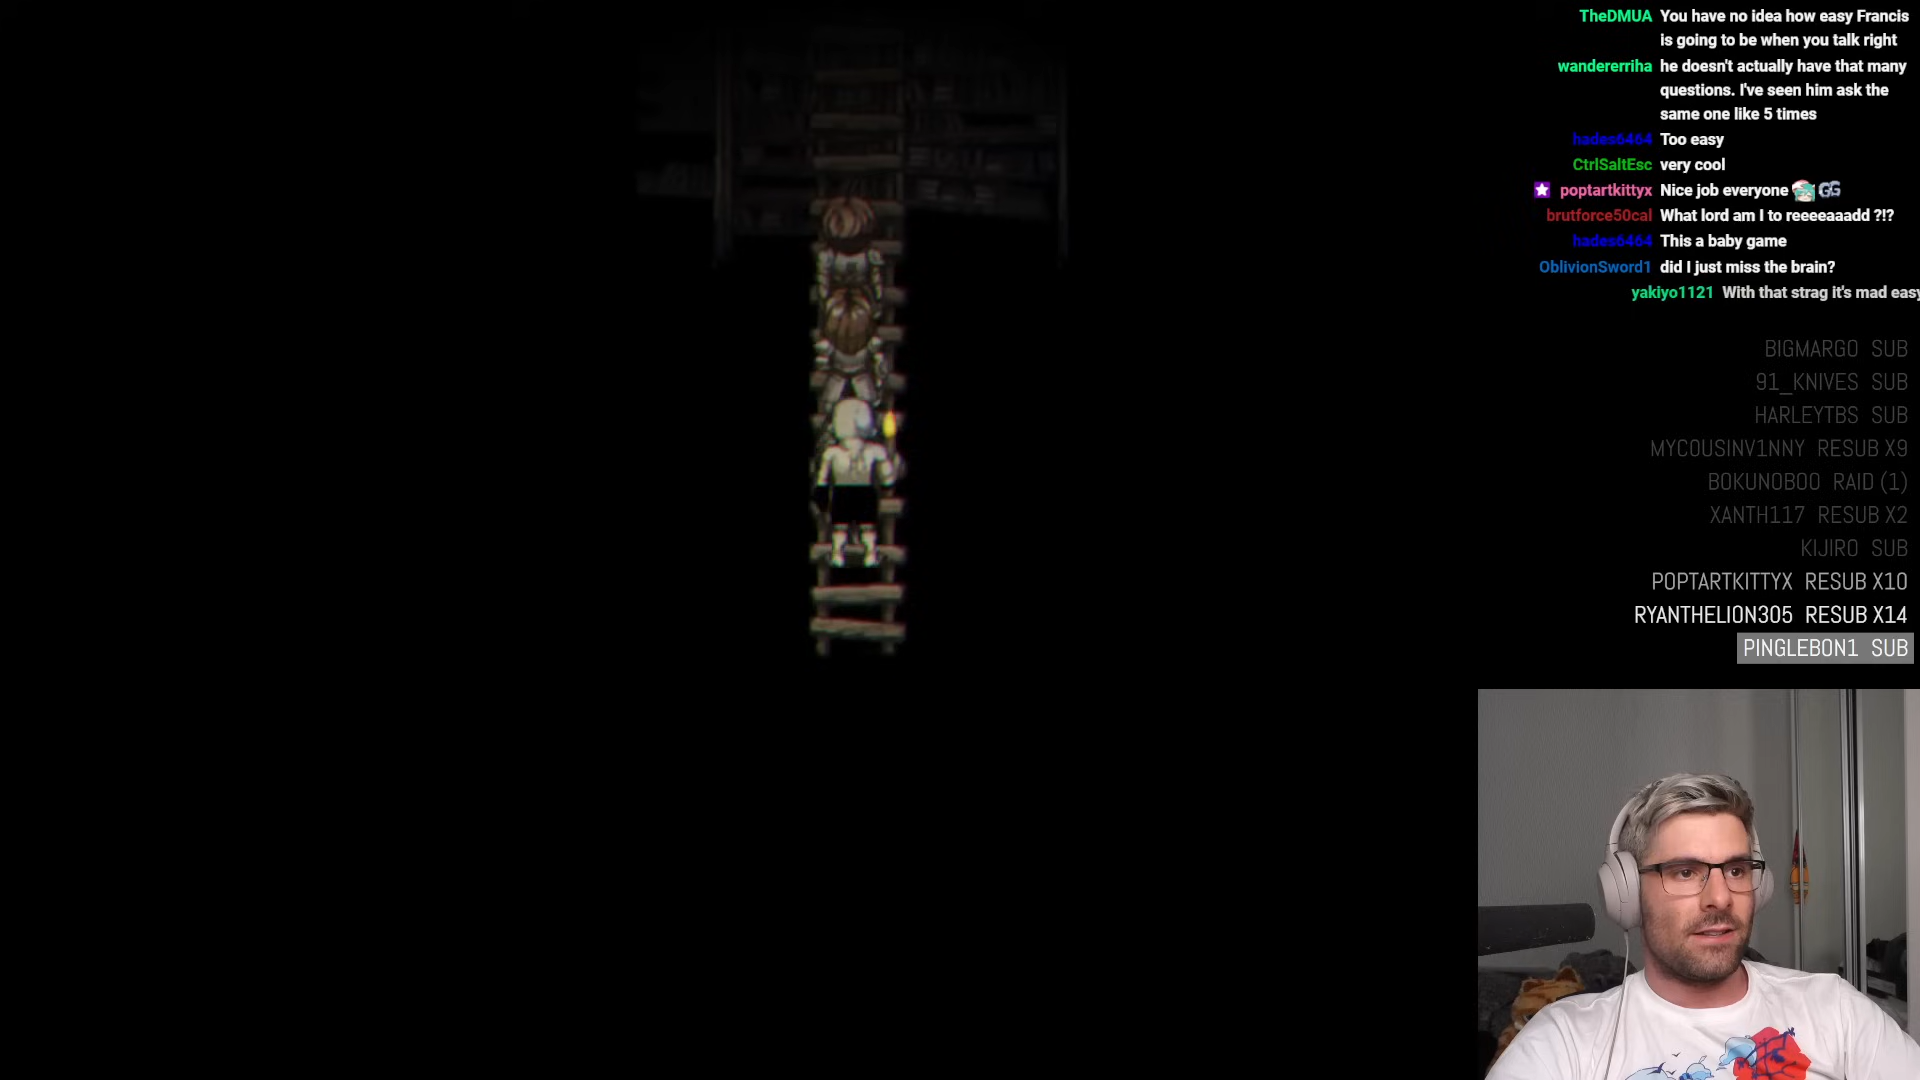 TheDMUA You have no idea how easy Francis
is going to be when you talk right
wandererriha he doesn't actually have that many
questions. I've seen him ask the
same one like 5 times
hades6464 Too easy
CtrlSaltEsc very cool
poptartkittyx Nice job everyone GG
brutforce50cal What lord am I to reeeeaaadd ?!?
hades6464 This a baby game
OblivionSword1 did I just miss the brain?
yakiyo1121 With that strag it's mad easy
BIGMARGO SUB
91_KNIVES SUB
HARLEYTBS SUB
MYCOUSINV1NNY RESUB X9
BOKUNOBOO RAID (1)
XANTH117 RESUB X2
KIJIRO SUB
POPTARTKITTYX RESUB X10
RYANTHELION305 RESUB X14
PINGLEBON1 SUB